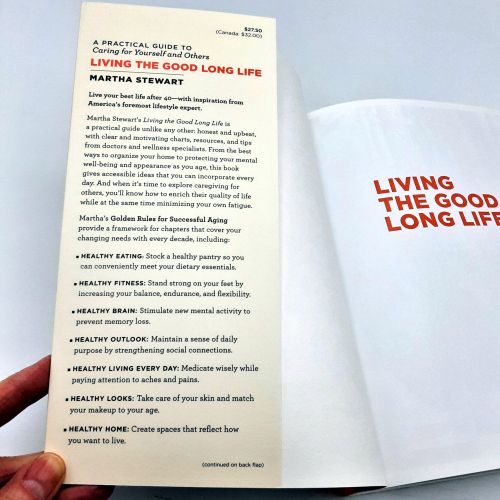 $27.50
(Canada: $32.00)
A PRACTICAL GUIDE TO
Caring for Yourself and Others
LIVING THE GOOD LONG LIFE
MARTHA STEWART
Live your best life after 40—with inspiration from
America's foremost lifestyle expert.
Martha Stewart's Living the Good Long Life is
a practical guide unlike any other: honest and upbeat,
with clear and motivating charts, resources, and tips
from doctors and wellness specialists. From the best
ways to organize your home to protecting your mental
well-being and appearance as you age, this book
gives accessible ideas that you can incorporate every
day. And when it's time to explore caregiving for
others, you'll know how to enrich their quality of life
while at the same time minimizing your own fatigue.
Martha's Golden Rules for Successful Aging
provide a framework for chapters that cover your
changing needs with every decade, including:
• HEALTHY EATING: Stock a healthy pantry so you
can conveniently meet your dietary essentials.
• HEALTHY FITNESS: Stand strong on your feet by
increasing your balance, endurance, and flexibility.
• HEALTHY BRAIN: Stimulate new mental activity to
prevent memory loss.
• HEALTHY OUTLOOK: Maintain a sense of daily
purpose by strengthening social connections.
• HEALTHY LIVING EVERY DAY: Medicate wisely while
paying attention to aches and pains.
• HEALTHY LOOKS: Take care of your skin and match
your makeup to your age.
• HEALTHY HOME: Create spaces that reflect how
you want to live.
(continued on back flap)
LIVING
THE GOOD
LONG LIFE